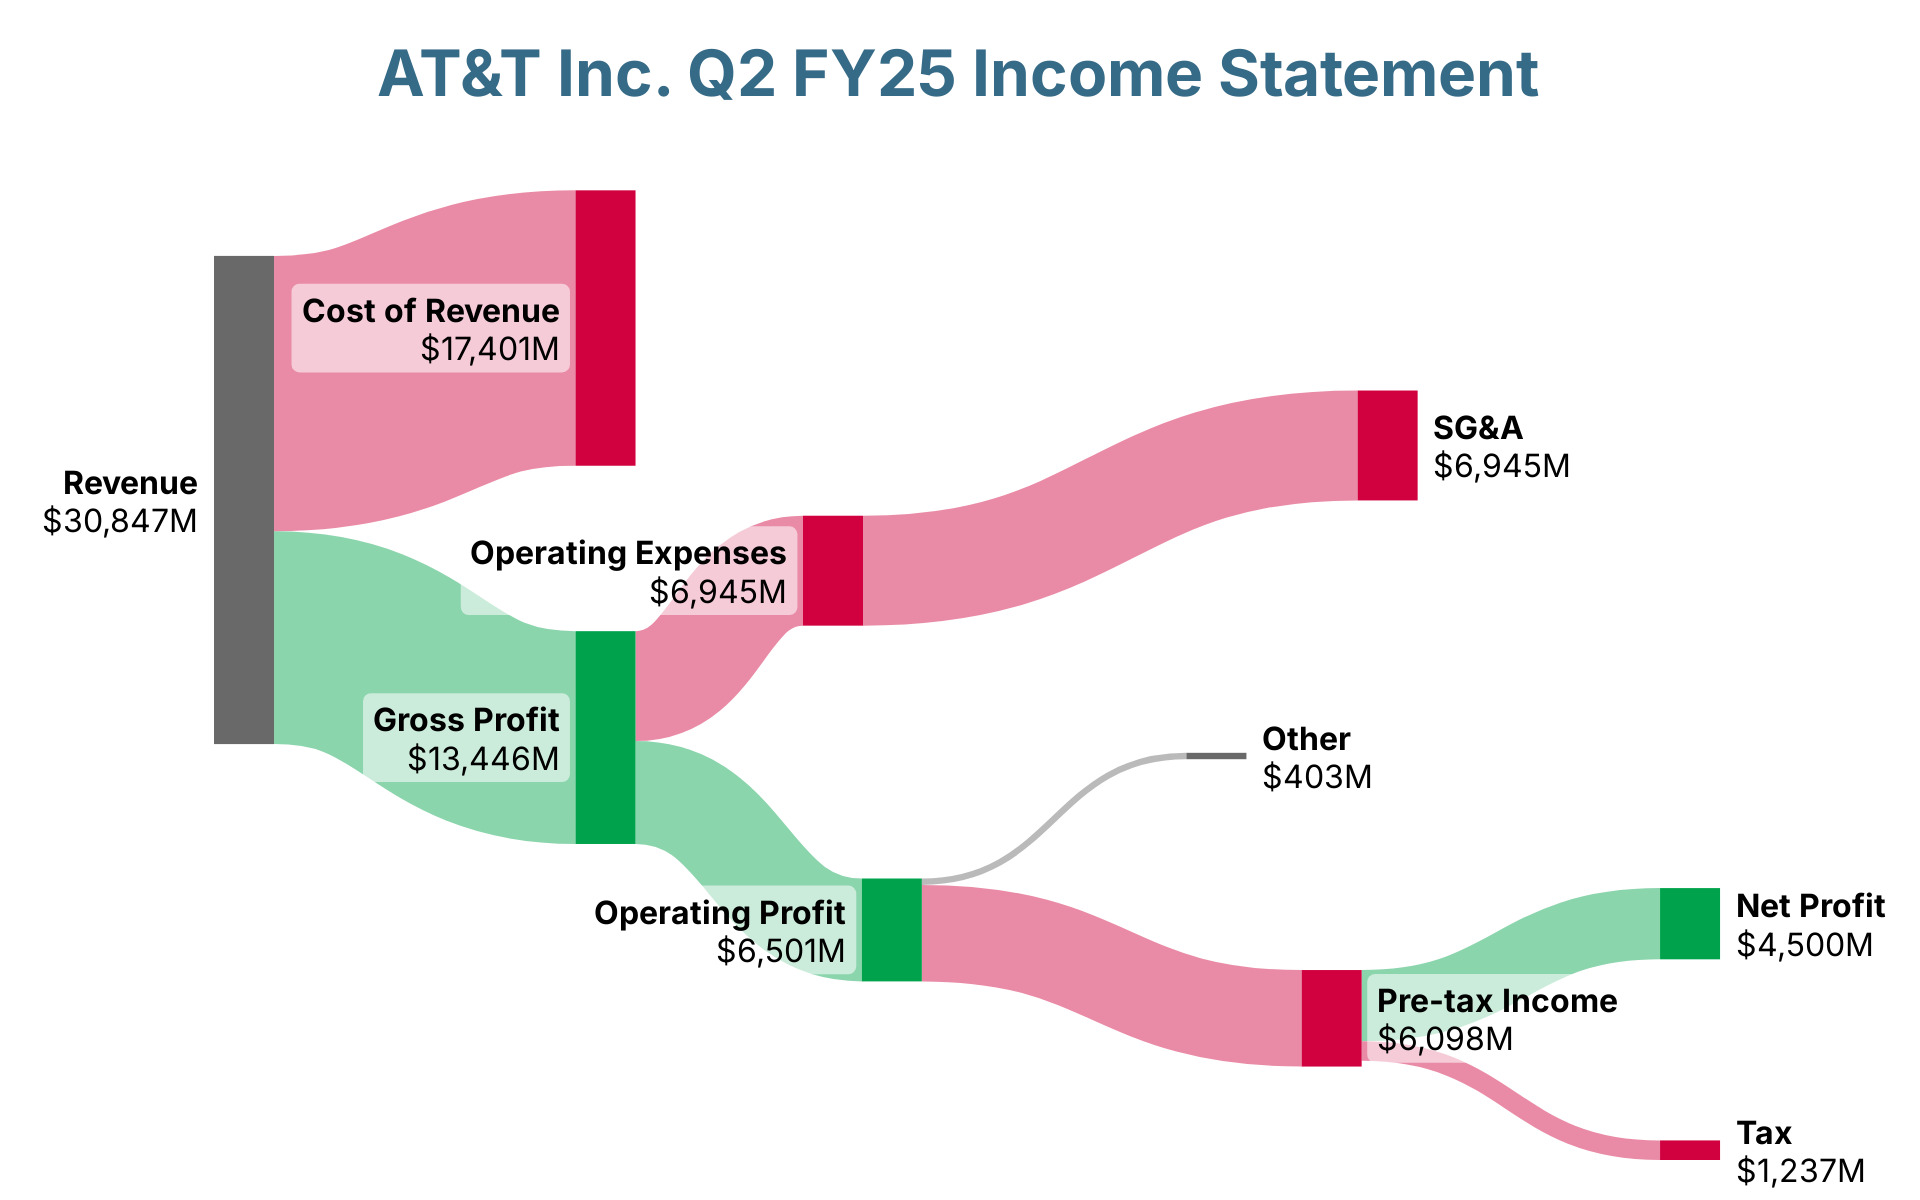 AT&T Inc. Q2 FY25 Income Statement
Cost of Revenue
$17,401M
Revenue
$30,847M
SG&A
$6,945M
Operating Expenses
$6,945M
Gross Profit
$13,446M
Other
$403M
Operating Profit
$6,501M
Net Profit
$4,500M
Pre-tax Income
$6,098M
Tax
$1,237M